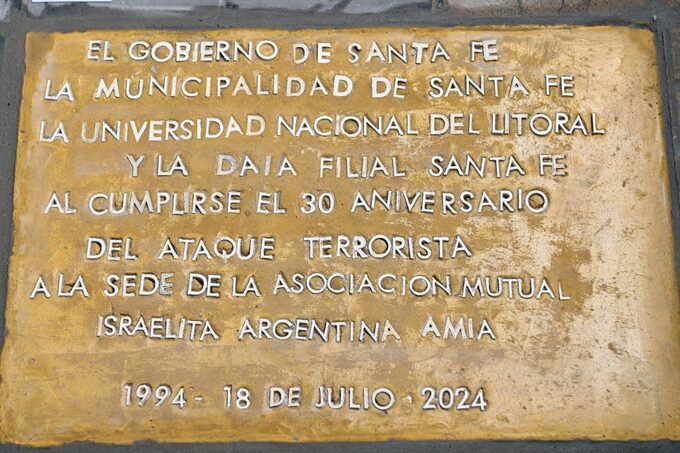 EL GOBIERNO DE SANTA FE
LA MUNICIPALIDAD DE SANTA FE
LA UNIVERSIDAD NACIONAL DEL LITORAL
Y LA DAIA FILIAL SANTA FE
AL CUMPLIRSE EL 30 ANIVERSARIO
DEL ATAQUE TERRORISTA
A LA SEDE DE LA ASOCIACION MUTUAL
ISRAELITA ARGENTINA AMIA
1994 - 18 DE JULIO - 2024